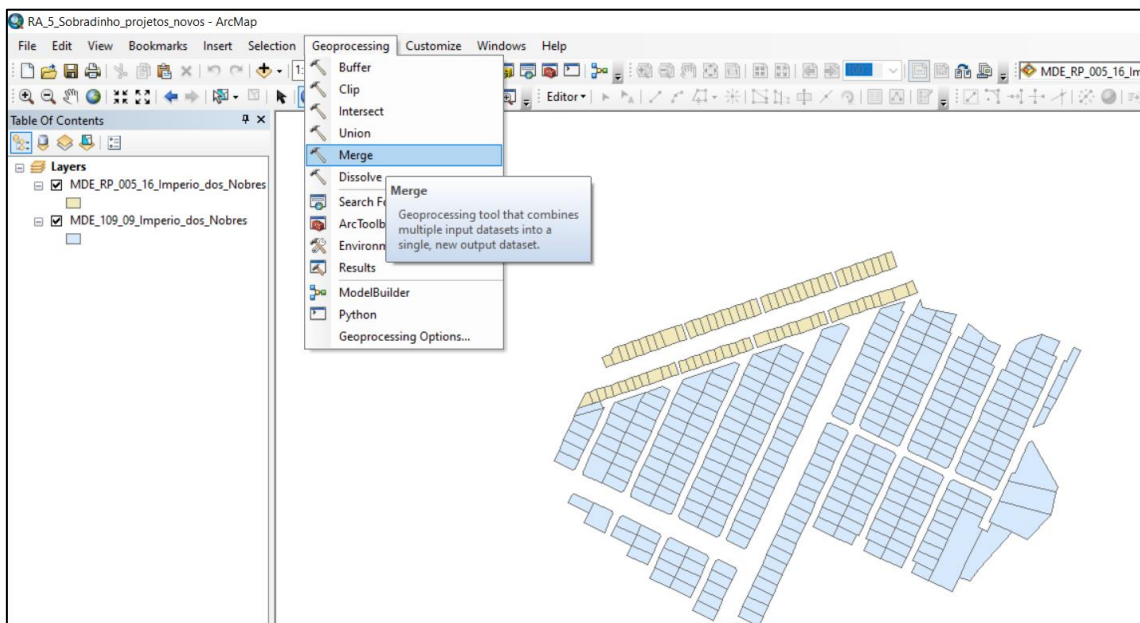 RA_5_Sobradinho_projetos_novos - ArcMap
File Edit View Bookmarks Insert Selection Geoprocessing Customize Windows Help
1:
MDE_RP_005_16_Im
Editor
Table Of Contents
Layers
MDE_RP_005_16_Imperio_dos_Nobres
MDE_109_09_Imperio_dos_Nobres
Buffer
Clip
Intersect
Union
Merge
Dissolve
Merge
Geoprocessing tool that combines
multiple input datasets into a
single, new output dataset.
Search Fo
ArcToolb
Environm
Results
ModelBuilder
Python
Geoprocessing Options...